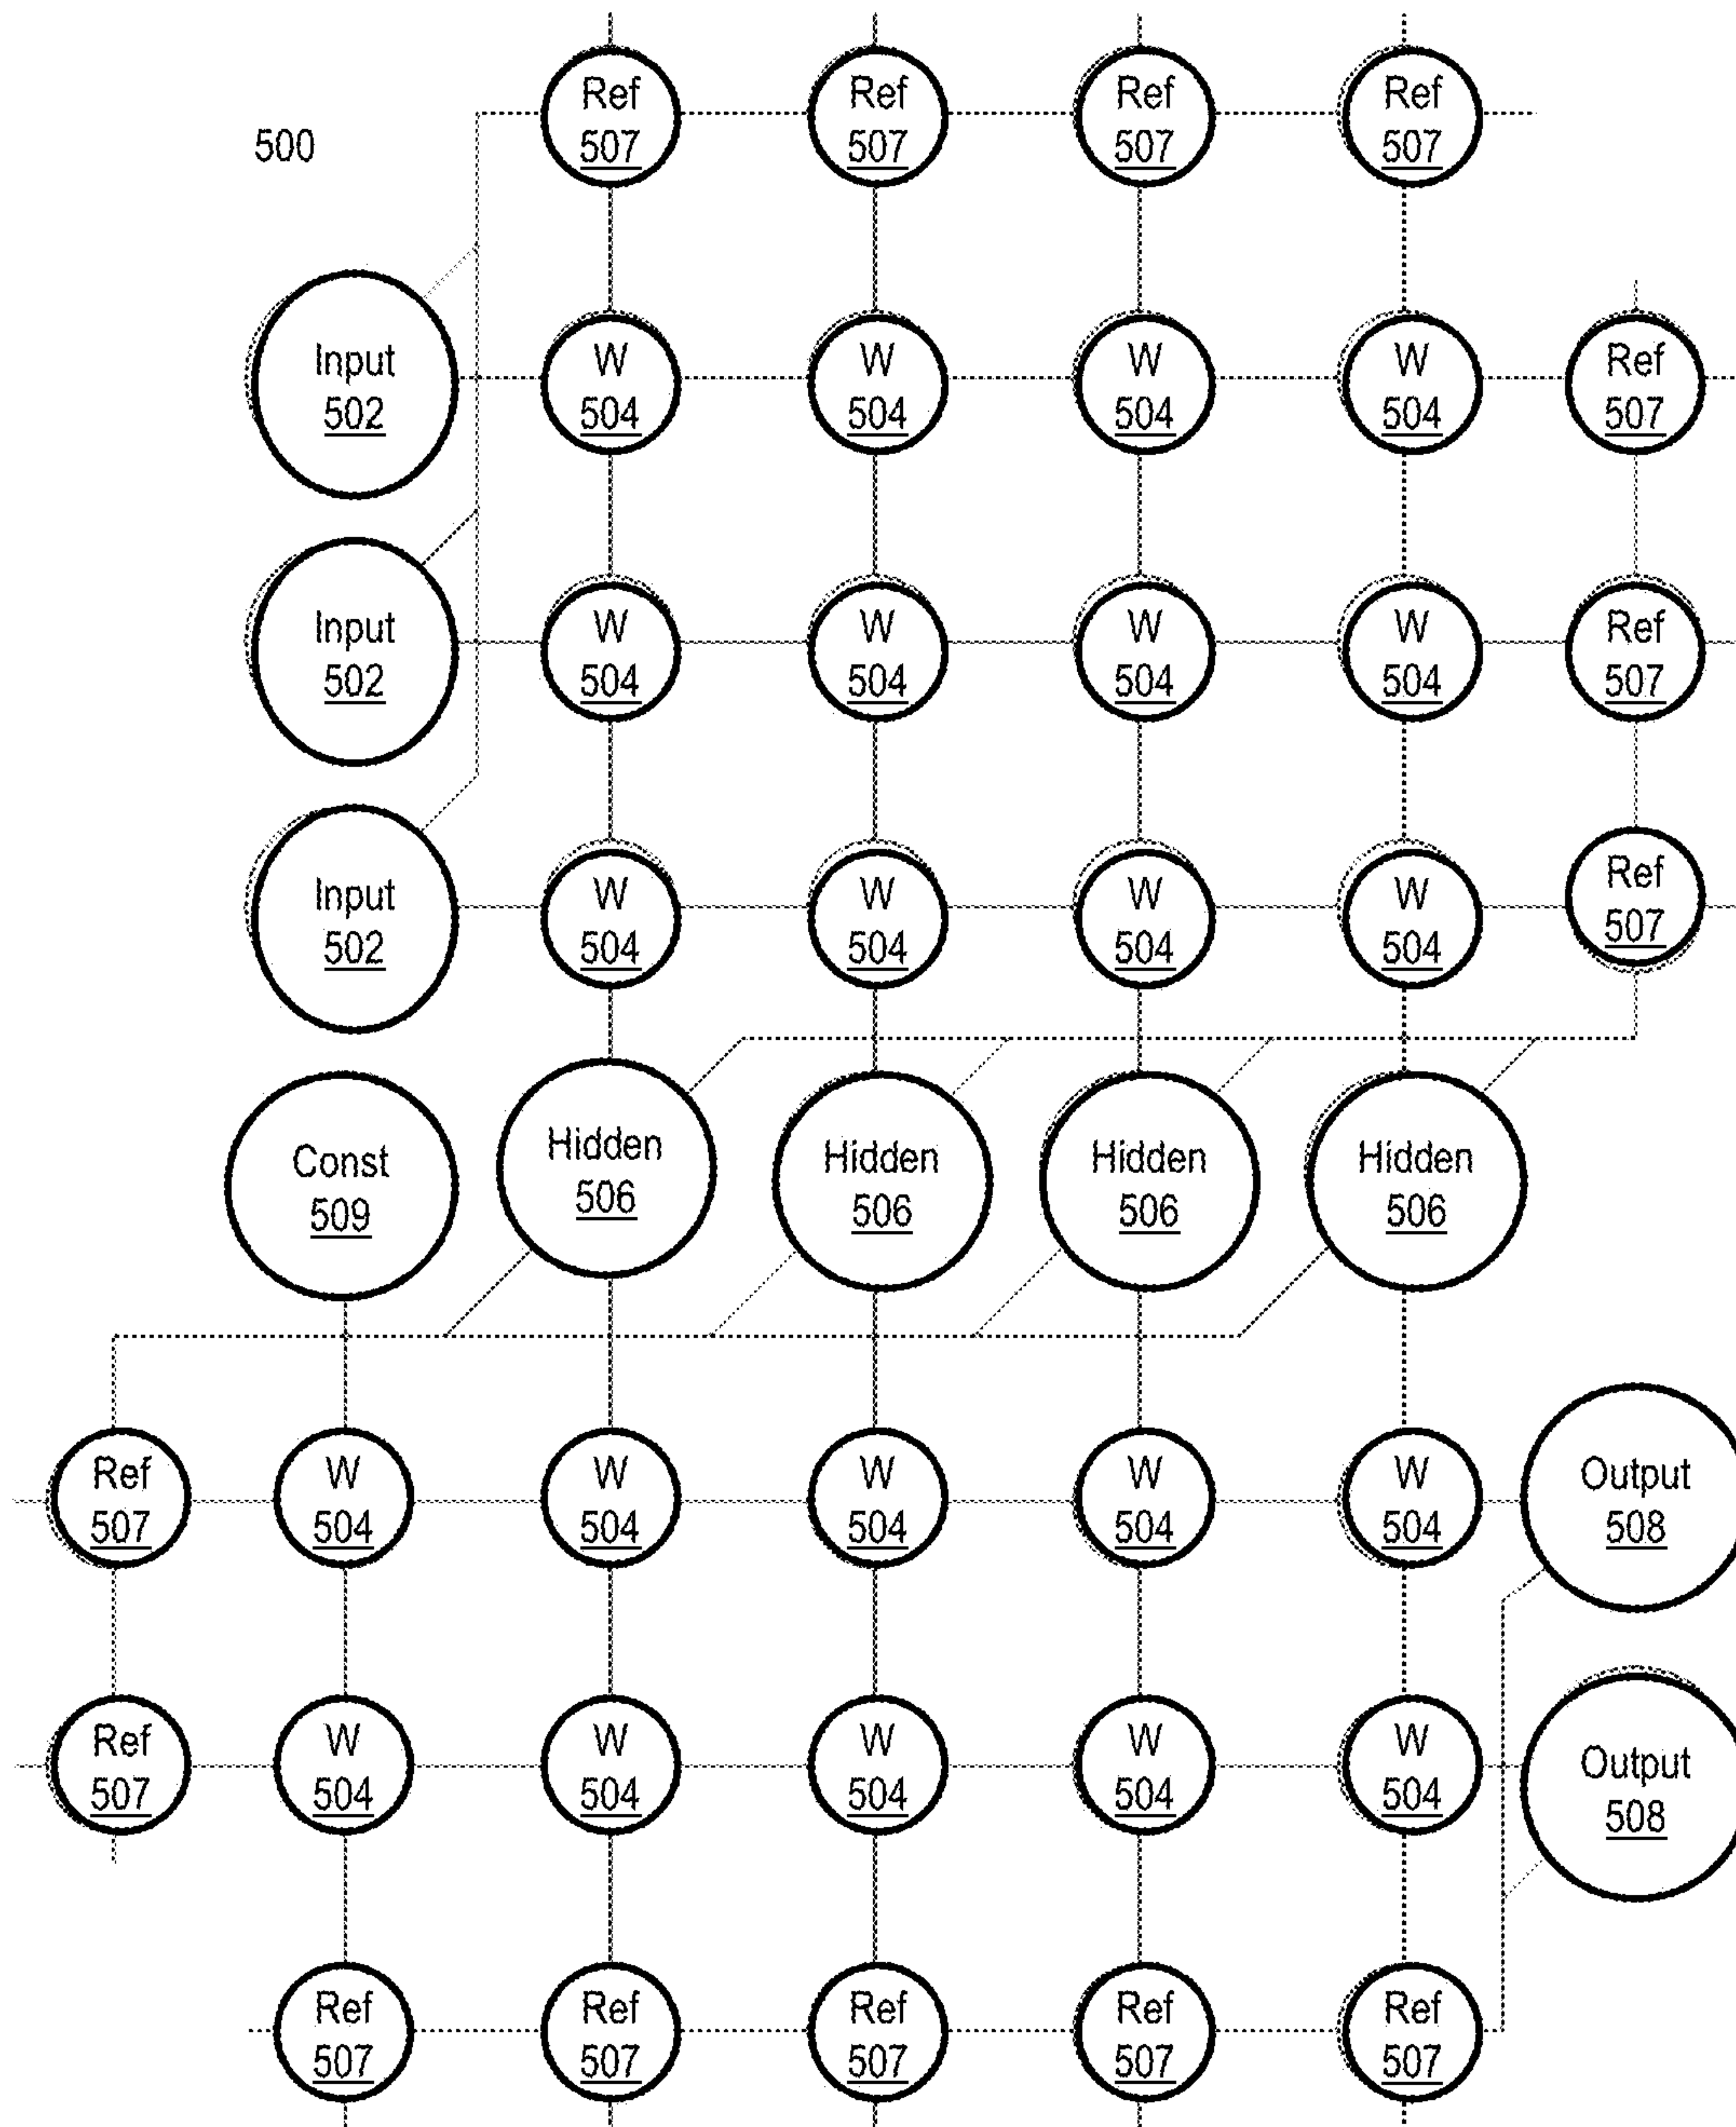 Ref Ref Ref Ref
500 507 507 507 507
Input W W W W Ref
502 504 504 504 504 507
Input W W W W Ref
502 504 504 504 504 507
Input W W W W Ref
502 504 504 504 504 507
Const Hidden Hidden Hidden Hidden
509 506 506 506 506
Ref W W W W W Output
507 504 504 504 504 504 508
Ref W W W W W Output
507 504 504 504 504 504 508
Ref Ref Ref Ref Ref
507 507 507 507 507